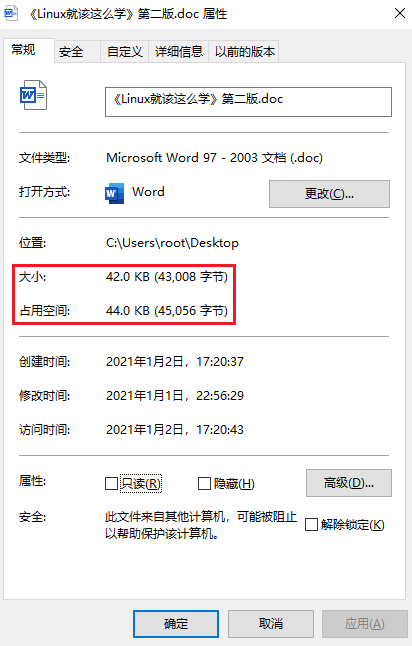 《Linux就该这么学》第二版.doc 属性
常规 安全 自定义 详细信息 以前的版本
《Linux就该这么学》第二版.doc
文件类型: Microsoft Word 97 - 2003 文档 (.doc)
打开方式: Word 更改(C)...
位置: C:\Users\root\Desktop
大小: 42.0 KB (43,008 字节)
占用空间: 44.0 KB (45,056 字节)
创建时间: 2021年1月2日，17:20:37
修改时间: 2021年1月1日，22:56:29
访问时间: 2021年1月2日，17:20:43
属性: 只读(R) 隐藏(H) 高级(D)...
安全: 此文件来自其他计算机，可能被阻止
以帮助保护该计算机。 解除锁定(K)
确定 取消 应用(A)